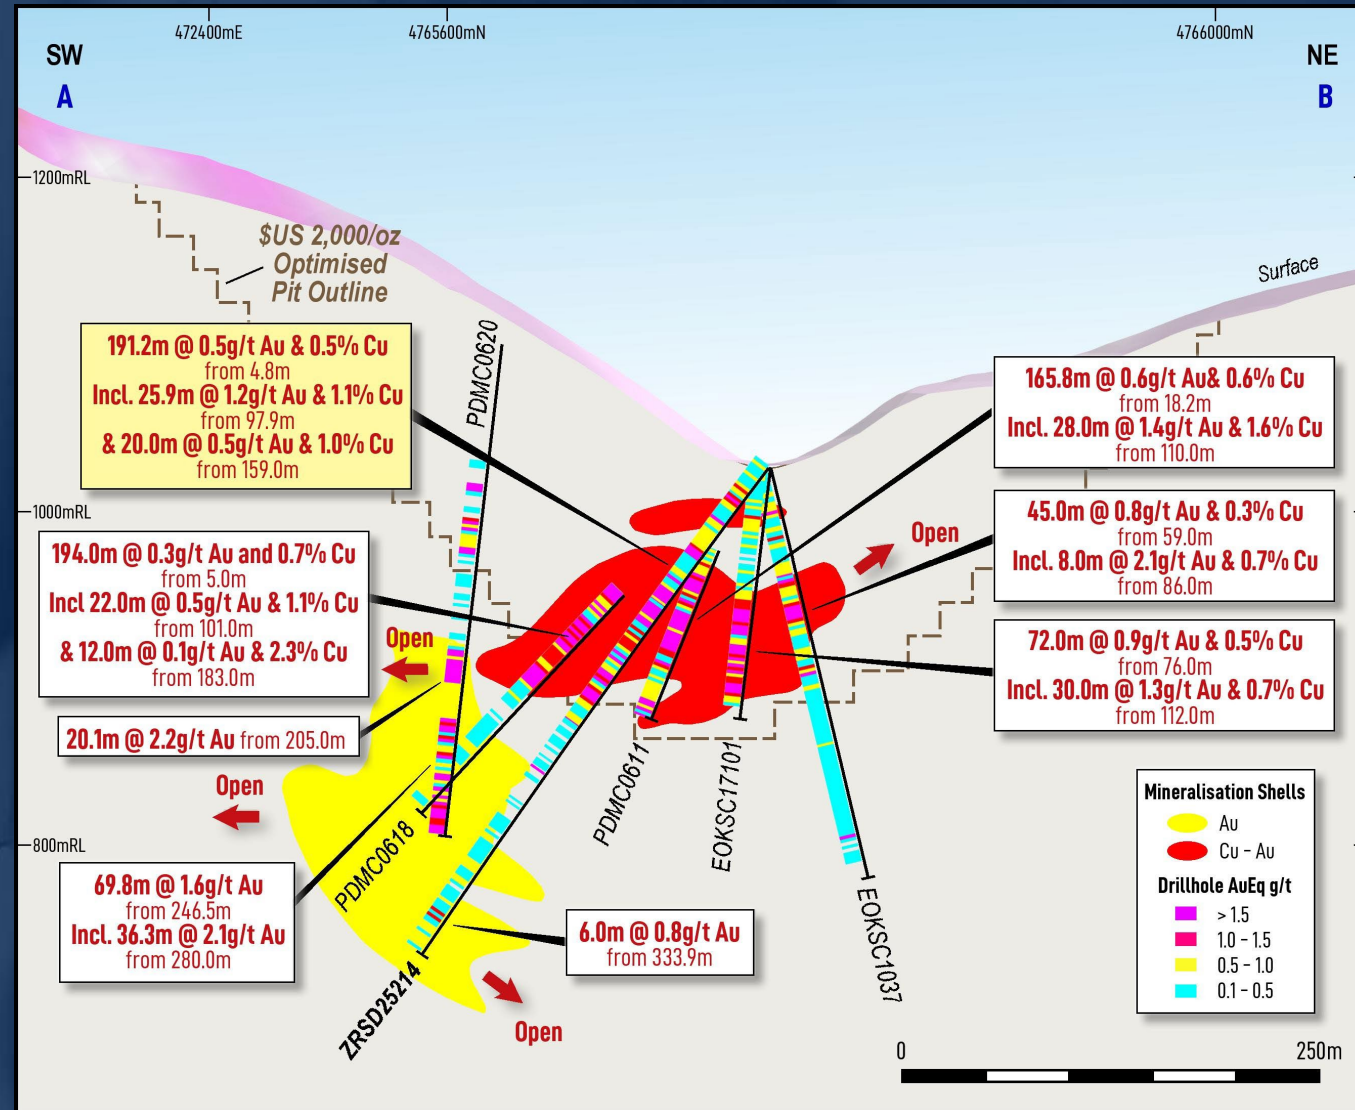 472400mE
4765600mN
4766000mN
SW
NE
A
B
1200mRL
$US 2,000/oz
Optimised
Pit Outline
Surface
191.2m @ 0.5g/t Au & 0.5% Cu
from 4.8m
Incl. 25.9m @ 1.2g/t Au & 1.1% Cu
from 97.9m
& 20.0m @ 0.5g/t Au & 1.0% Cu
from 159.0m
PDMC0620
165.8m @ 0.6g/t Au& 0.6% Cu
from 18.2m
Incl. 28.0m @ 1.4g/t Au & 1.6% Cu
from 110.0m
1000mRL
45.0m @ 0.8g/t Au & 0.3% Cu
from 59.0m
Incl. 8.0m @ 2.1g/t Au & 0.7% Cu
from 86.0m
Open
194.0m @ 0.3g/t Au and 0.7% Cu
from 5.0m
Incl 22.0m @ 0.5g/t Au & 1.1% Cu
from 101.0m
& 12.0m @ 0.1g/t Au & 2.3% Cu
from 183.0m
Open
72.0m @ 0.9g/t Au & 0.5% Cu
from 76.0m
Incl. 30.0m @ 1.3g/t Au & 0.7% Cu
from 112.0m
20.1m @ 2.2g/t Au from 205.0m
Open
PDMC0611
EOKSC17101
800mRL
PDMC0618
69.8m @ 1.6g/t Au
from 246.5m
Incl. 36.3m @ 2.1g/t Au
from 280.0m
6.0m @ 0.8g/t Au
from 333.9m
EOKSC1037
ZRSD25214
Open
Mineralisation Shells
Au
Cu - Au
Drillhole AuEq g/t
> 1.5
1.0 - 1.5
0.5 - 1.0
0.1 - 0.5
0
250m